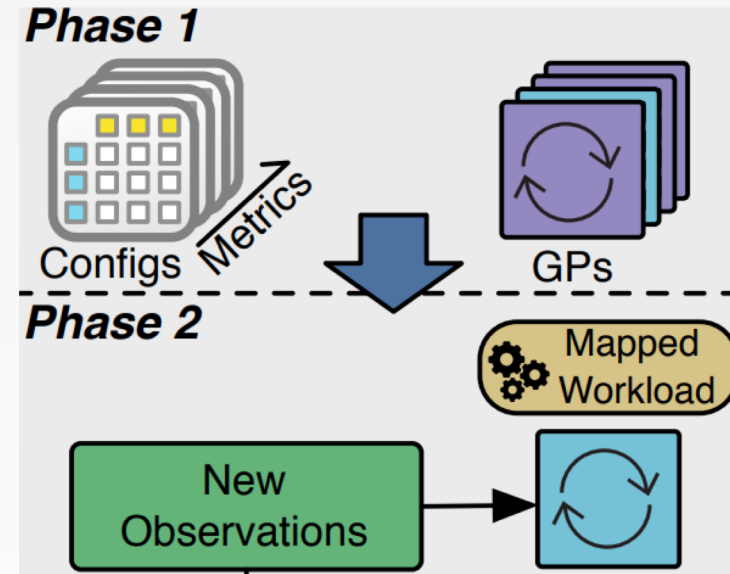 Phase 1
Metrics
Configs
GPs
Phase 2
Mapped
Workload
New
Observations